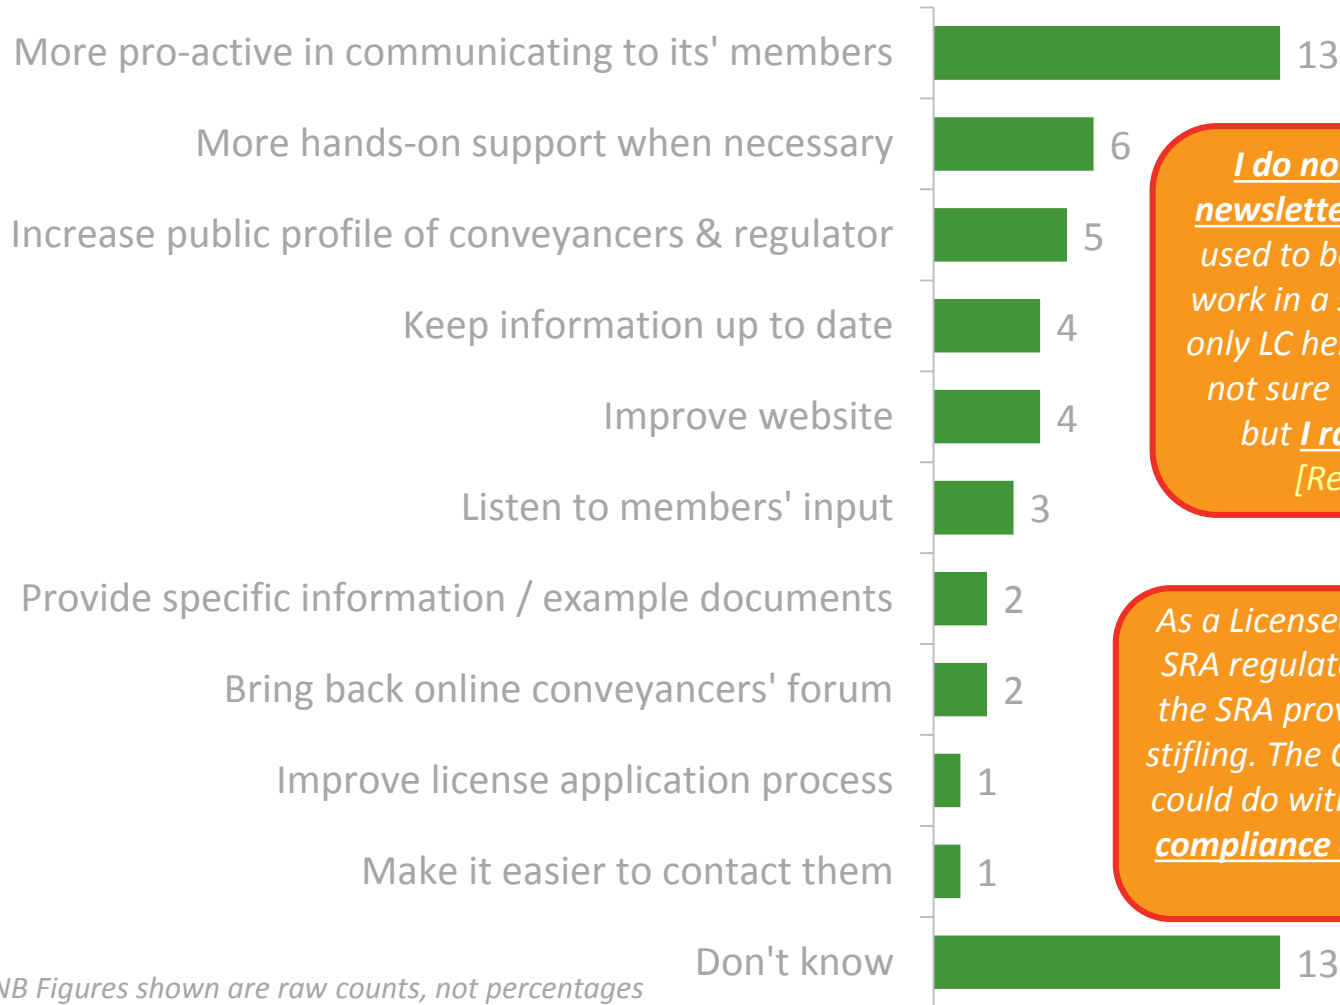 More pro-active in communicating to its' members
13
More hands-on support when necessary
6
Increase public profile of conveyancers & regulator
5
Keep information up to date
4
Improve website
4
Listen to members' input
3
Provide specific information / example documents
2
Bring back online conveyancers' forum
2
Improve license application process
1
Make it easier to contact them
1
Don't know
13
NB Figures shown are raw counts, not percentages
I do no
newslette
used to b
work in a
only LC he
not sure
but I r
[Re
As a License
SRA regulat
the SRA prov
stifling. The
could do wit
compliance